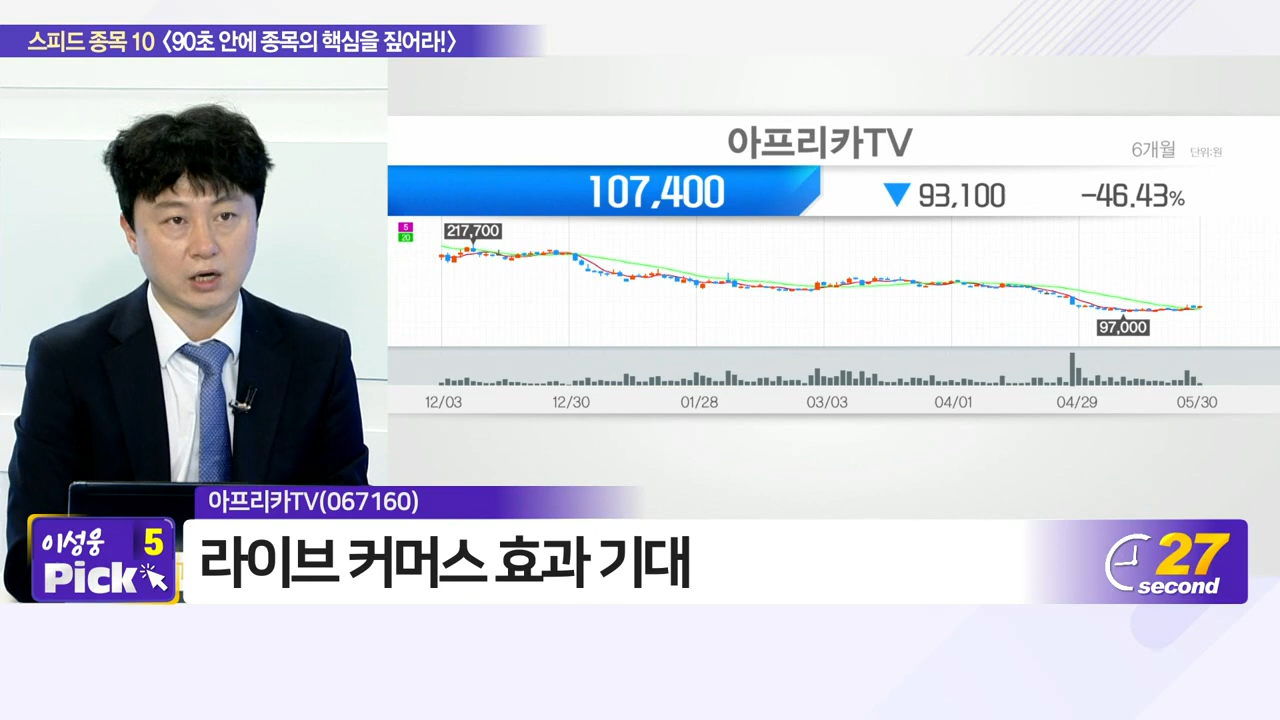 스피드 종목 10 <90초 안에 종목의 핵심을 짚어라!>
아프리카TV
6개월 단위:원
107,400 ▼ 93,100 -46.43%
5
20
217,700
97,000
12/03 12/30 01/28 03/03 04/01 04/29 05/30
아프리카TV(067160)
이성웅 5
Pick
라이브 커머스 효과 기대
27
second